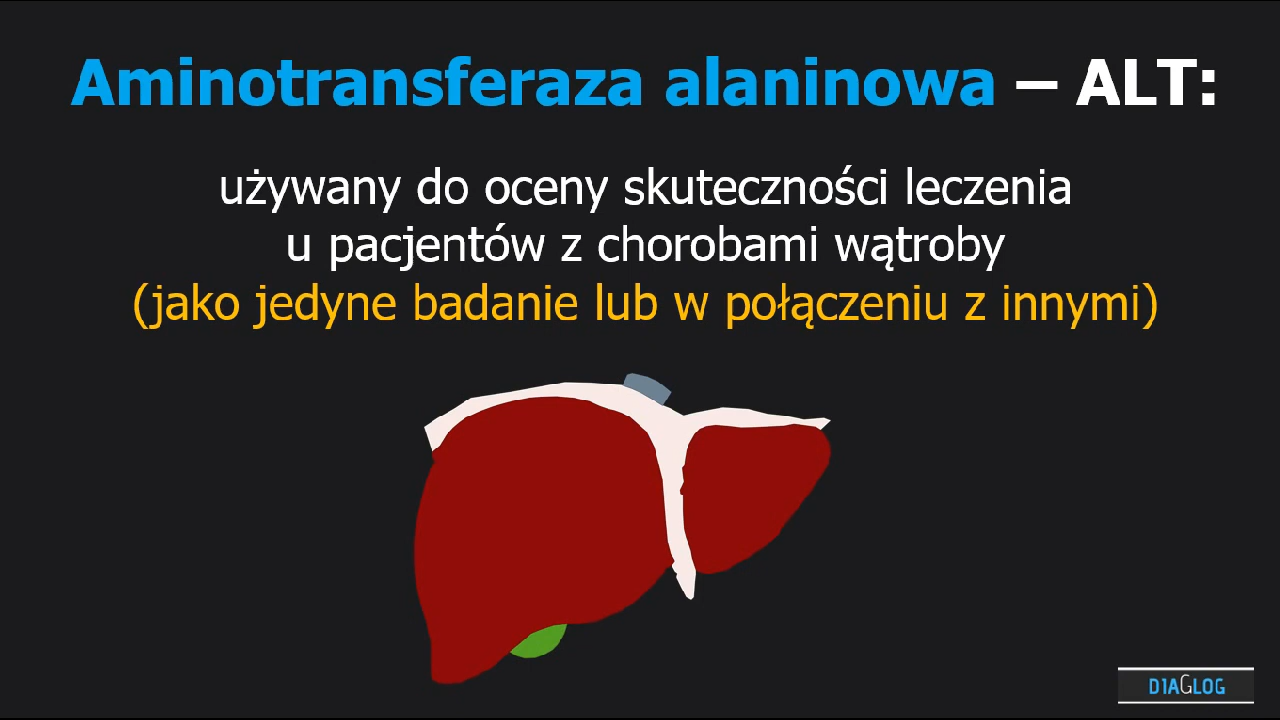 Aminotransferaza alaninowa – ALT:
używany do oceny skuteczności leczenia
u pacjentów z chorobami wątroby
(jako jedyne badanie lub w połączeniu z innymi)
DIAGLOG